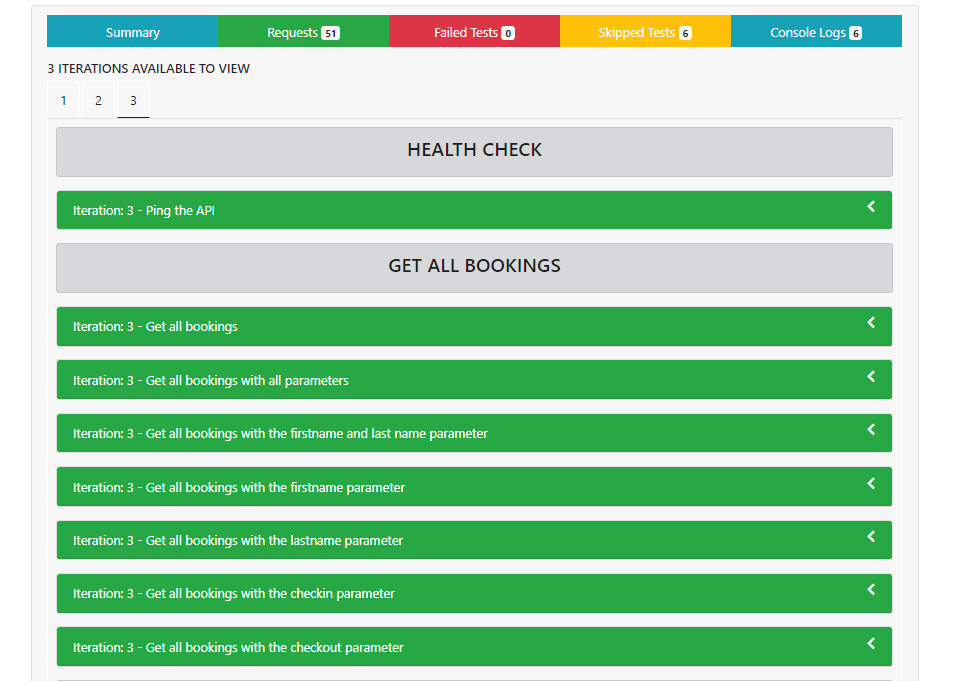 Summary Requests 51 Failed Tests 0 Skipped Tests 6 Console Logs 6
3 ITERATIONS AVAILABLE TO VIEW
1 2 3
HEALTH CHECK
Iteration: 3 - Ping the API
GET ALL BOOKINGS
Iteration: 3 - Get all bookings
Iteration: 3 - Get all bookings with all parameters
Iteration: 3 - Get all bookings with the firstname and last name parameter
Iteration: 3 - Get all bookings with the firstname parameter
Iteration: 3 - Get all bookings with the lastname parameter
Iteration: 3 - Get all bookings with the checkin parameter
Iteration: 3 - Get all bookings with the checkout parameter